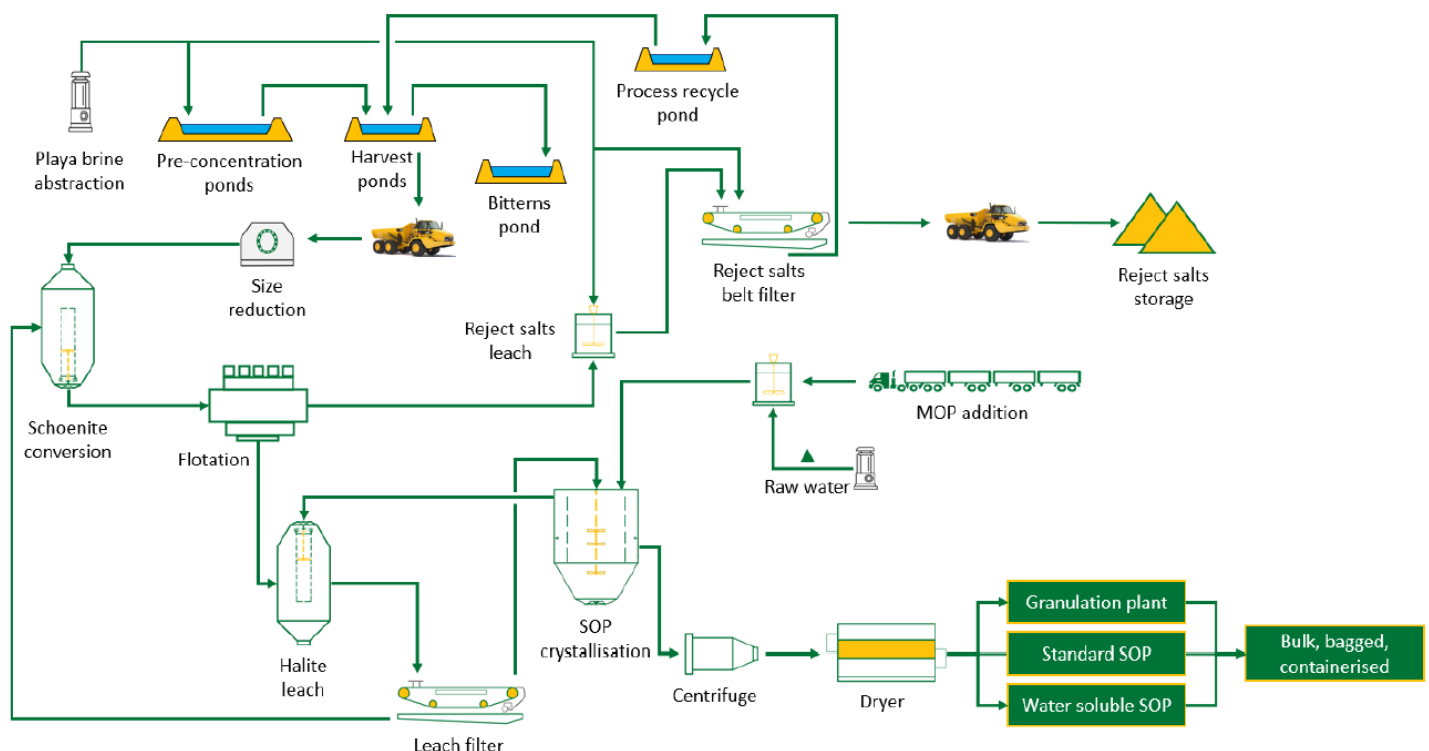 Process recycle
pond
Playa brine
abstraction
Pre-concentration
ponds
Harvest
ponds
Bitterns
pond
Size
reduction
Reject salts
belt filter
Reject salts
storage
Reject salts
leach
MOP addition
Schoenite
conversion
Flotation
Raw water
Halite
leach
SOP
crystallisation
Centrifuge
Dryer
Granulation plant
Standard SOP
Water soluble SOP
Bulk, bagged,
containerised
Leach filter